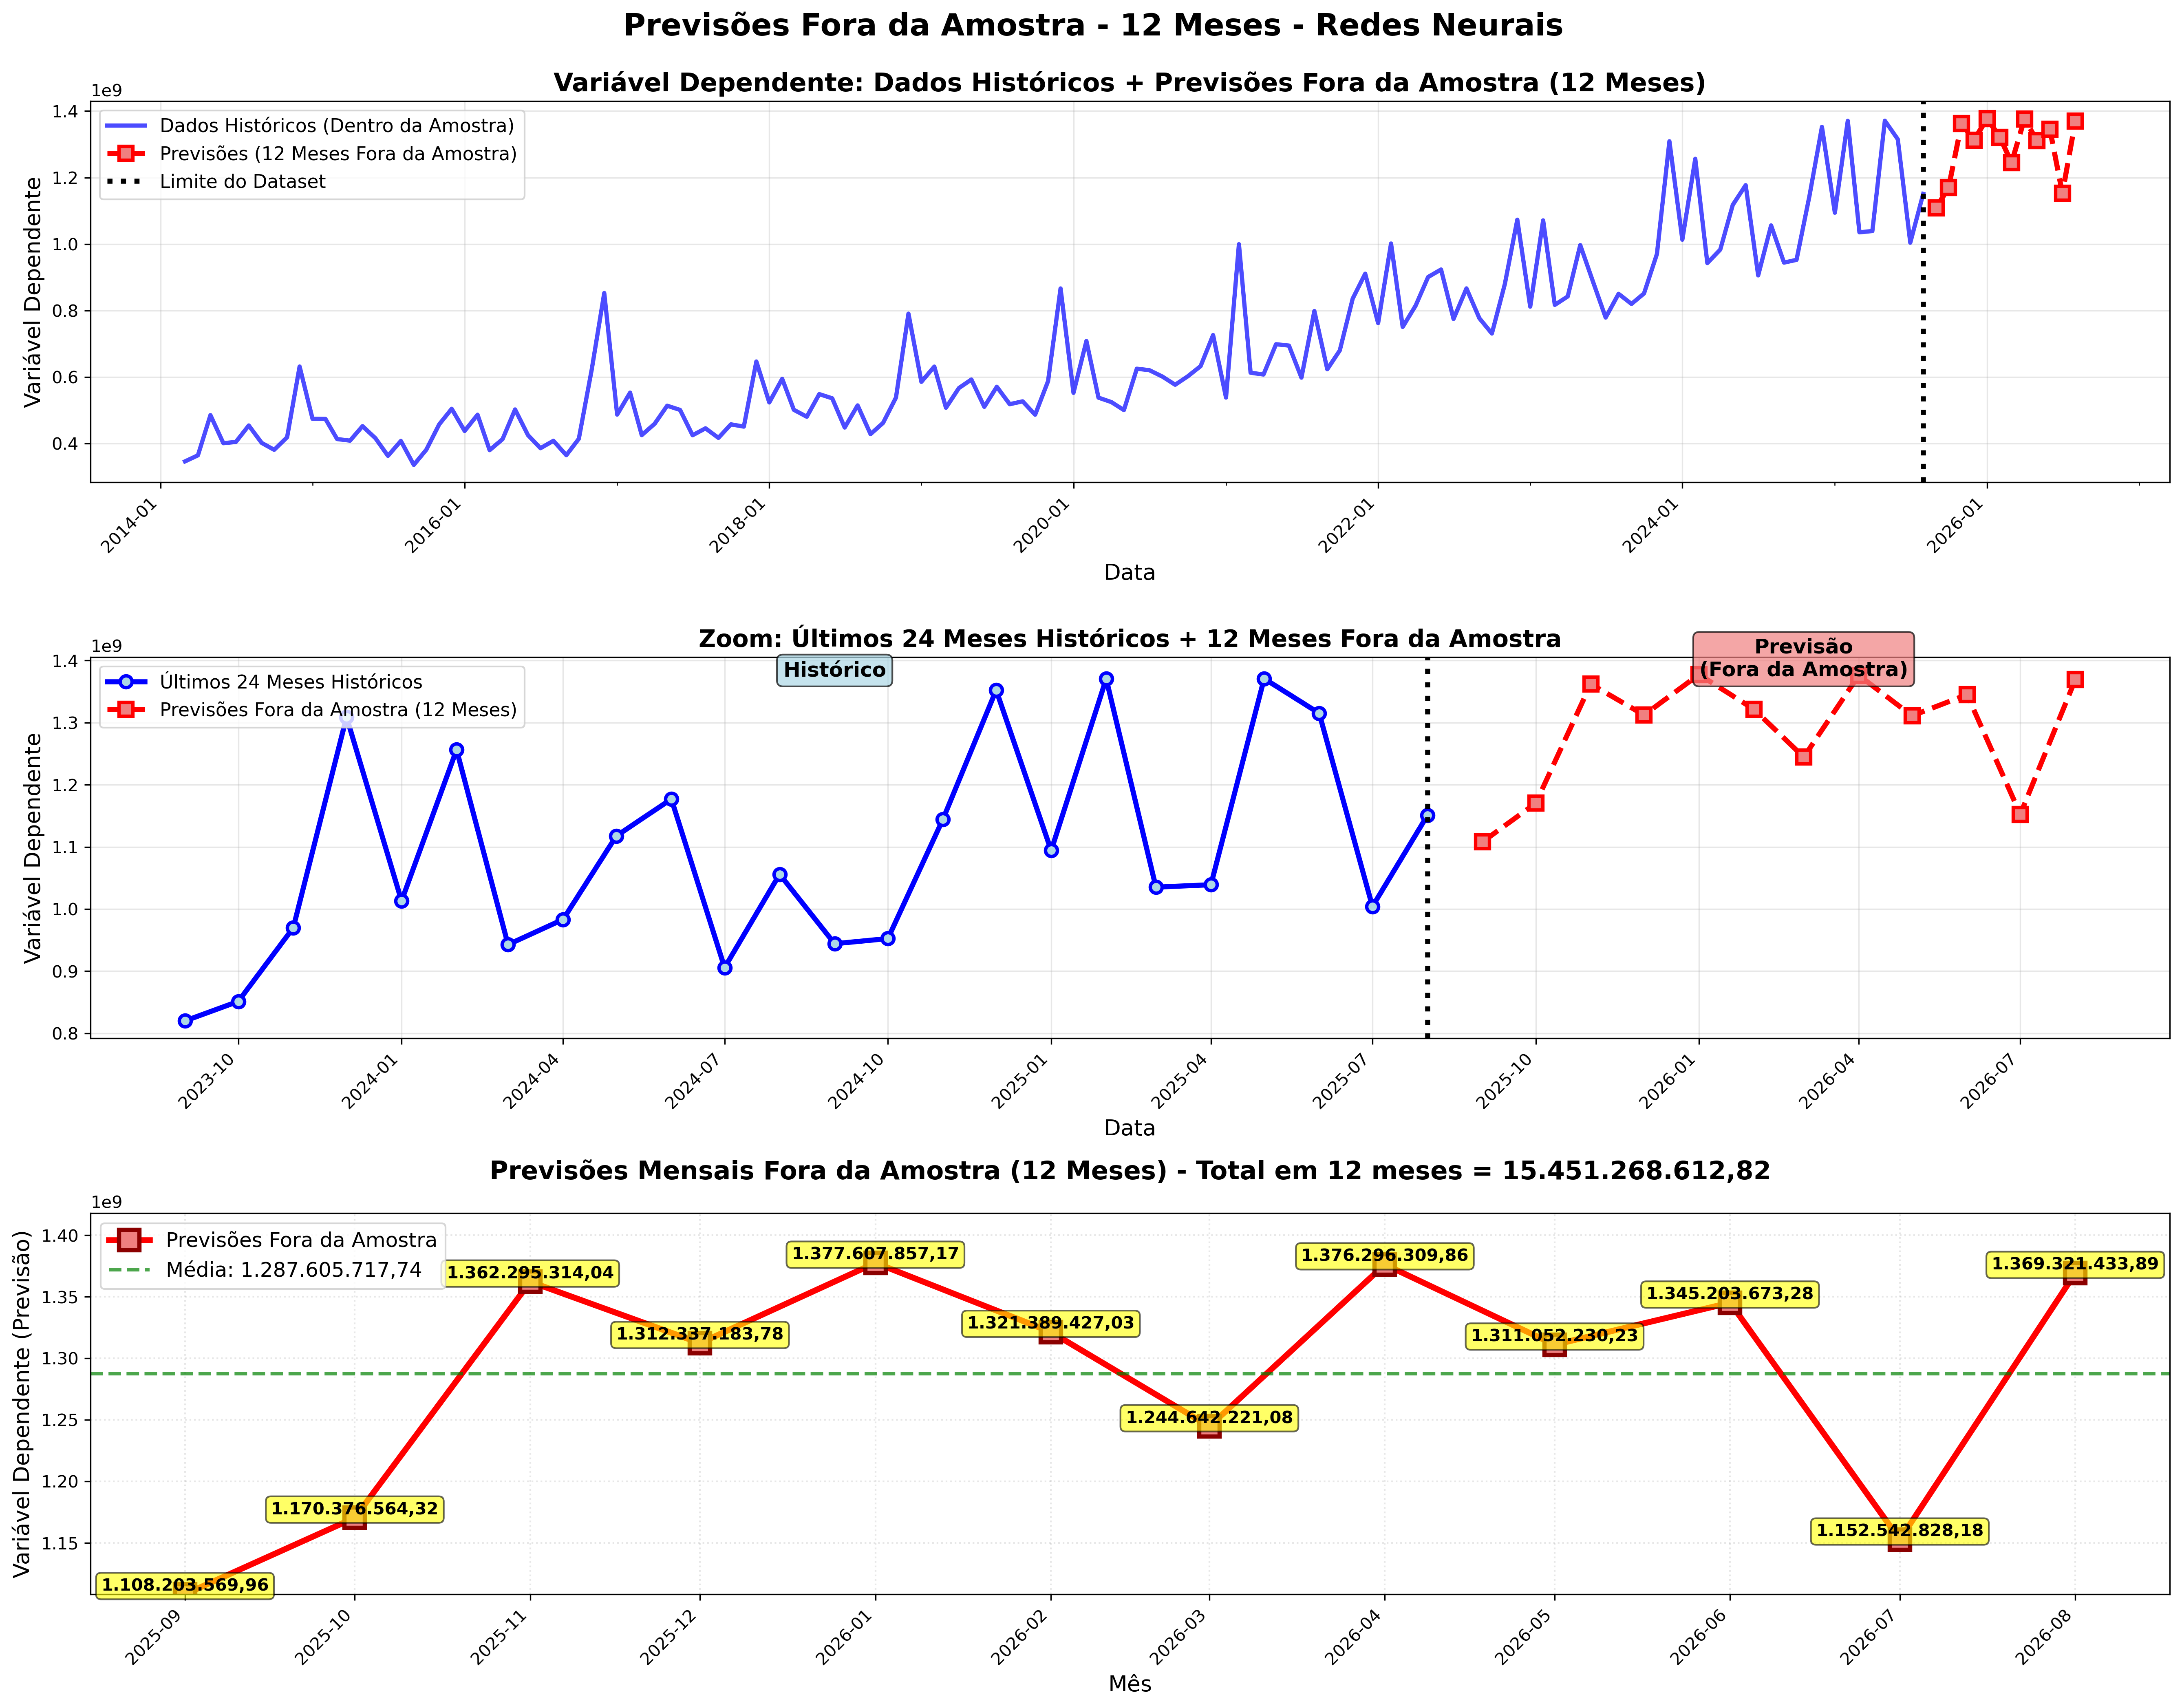 Previsões Fora da Amostra - 12 Meses - Redes Neurais
Variável Dependente: Dados Históricos + Previsões Fora da Amostra (12 Meses)
1e9
Dados Históricos (Dentro da Amostra)
Previsões (12 Meses Fora da Amostra)
Limite do Dataset
Variável Dependente
1.4
1.2
1.0
0.8
0.6
0.4
2014-01
2016-01
2018-01
2020-01
2022-01
2024-01
2026-01
Data
Zoom: Últimos 24 Meses Históricos + 12 Meses Fora da Amostra
1e9
Últimos 24 Meses Históricos
Previsões Fora da Amostra (12 Meses)
Histórico
Previsão
(Fora da Amostra)
Variável Dependente
1.4
1.3
1.2
1.1
1.0
0.9
0.8
2023-10
2024-01
2024-04
2024-07
2024-10
2025-01
2025-04
2025-07
2025-10
2026-01
2026-04
2026-07
Data
Previsões Mensais Fora da Amostra (12 Meses) - Total em 12 meses = 15.451.268.612,82
1e9
Previsões Fora da Amostra
Média: 1.287.605.717,74
Variável Dependente (Previsão)
1.40
1.35
1.30
1.25
1.20
1.15
1.108.203.569,96
1.170.376.564,32
1.362.295.314,04
1.312.337.183,78
1.377.607.857,17
1.321.389.427,03
1.244.642.221,08
1.376.296.309,86
1.311.052.230,23
1.345.203.673,28
1.152.542.828,18
1.369.321.433,89
2025-09
2025-10
2025-11
2025-12
2026-01
2026-02
2026-03
2026-04
2026-05
2026-06
2026-07
2026-08
Mês